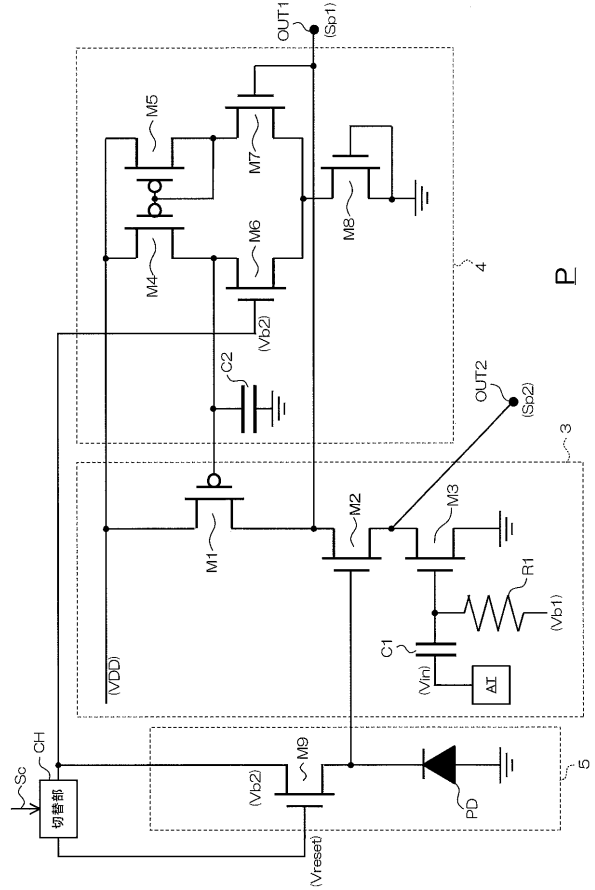 Sc
CH
切替部
(VDD)
(Vb2)
M9
(Vreset)
PD
5
M1
M2
M3
C1
(Vin)
AI
R1
(Vb1)
3
OUT2
(Sp2)
C2
(Vb2)
M4
M5
M6
M7
M8
4
OUT1
(Sp1)
P